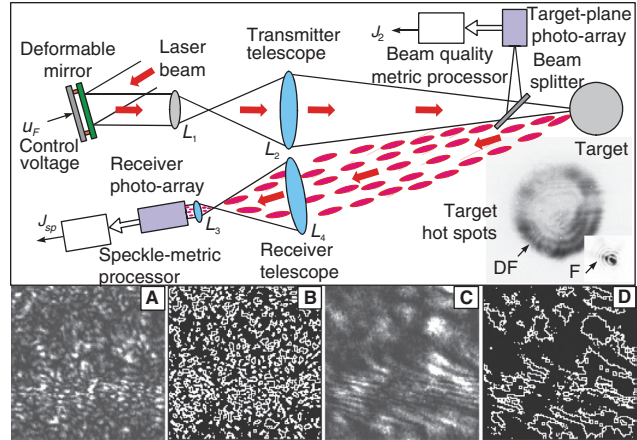 Deformable
mirror
Laser
beam
Transmitter
telescope
J2
Beam quality
metric processor
Target-plane
photo-array
Beam
splitter
uF
Control
voltage
L1
L2
Target
Receiver
photo-array
Jsp
L3
L4
Speckle-metric
processor
Receiver
telescope
Target
hot spots
DF
F
A
B
C
D